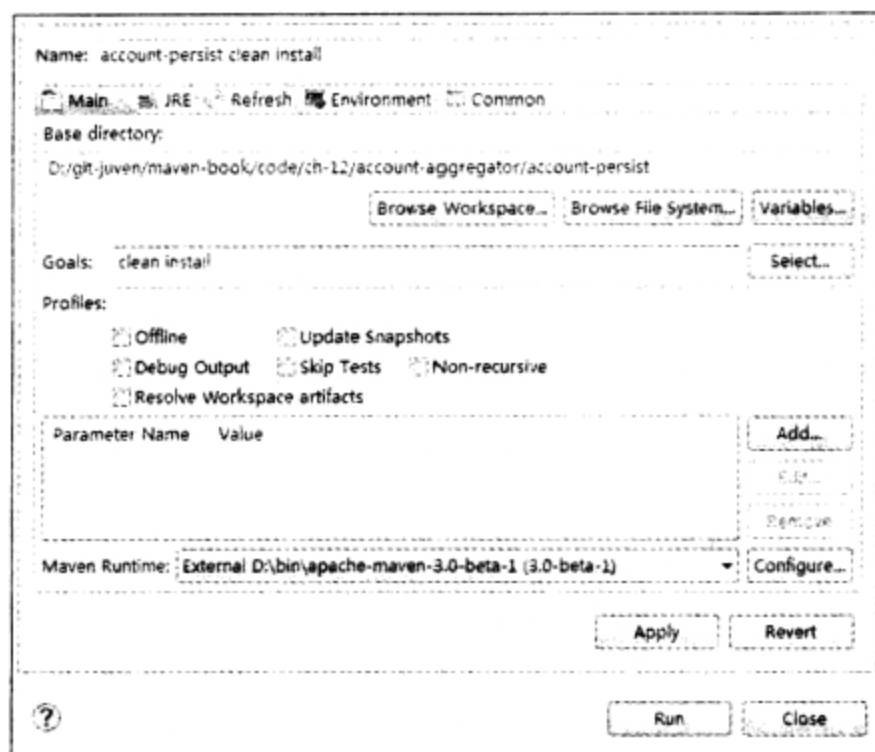 Name: account-persist clean install
Main JRE Refresh Environment Common
Base directory:
D:/git-juven/maven-book/code/ch-12/account-aggregator/account-persist
Browse Workspace... Browse File System... Variables...
Goals: clean install Select...
Profiles:
Offline Update Snapshots
Debug Output Skip Tests Non-recursive
Resolve Workspace artifacts
Parameter Name Value Add...
Edit...
Remove
Maven Runtime: External D:\bin\apache-maven-3.0-beta-1 (3.0-beta-1) Configure...
Apply Revert
? Run Close